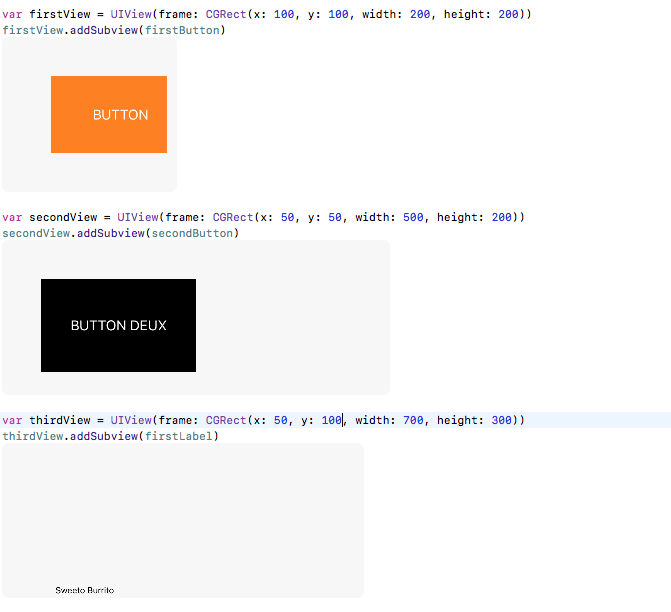 var firstView = UIView(frame: CGRect(x: 100, y: 100, width: 200, height: 200))
firstView.addSubview(firstButton)
BUTTON
var secondView = UIView(frame: CGRect(x: 50, y: 50, width: 500, height: 200))
secondView.addSubview(secondButton)
BUTTON DEUX
var thirdView = UIView(frame: CGRect(x: 50, y: 100, width: 700, height: 300))
thirdView.addSubview(firstLabel)
Sweeto Burrito